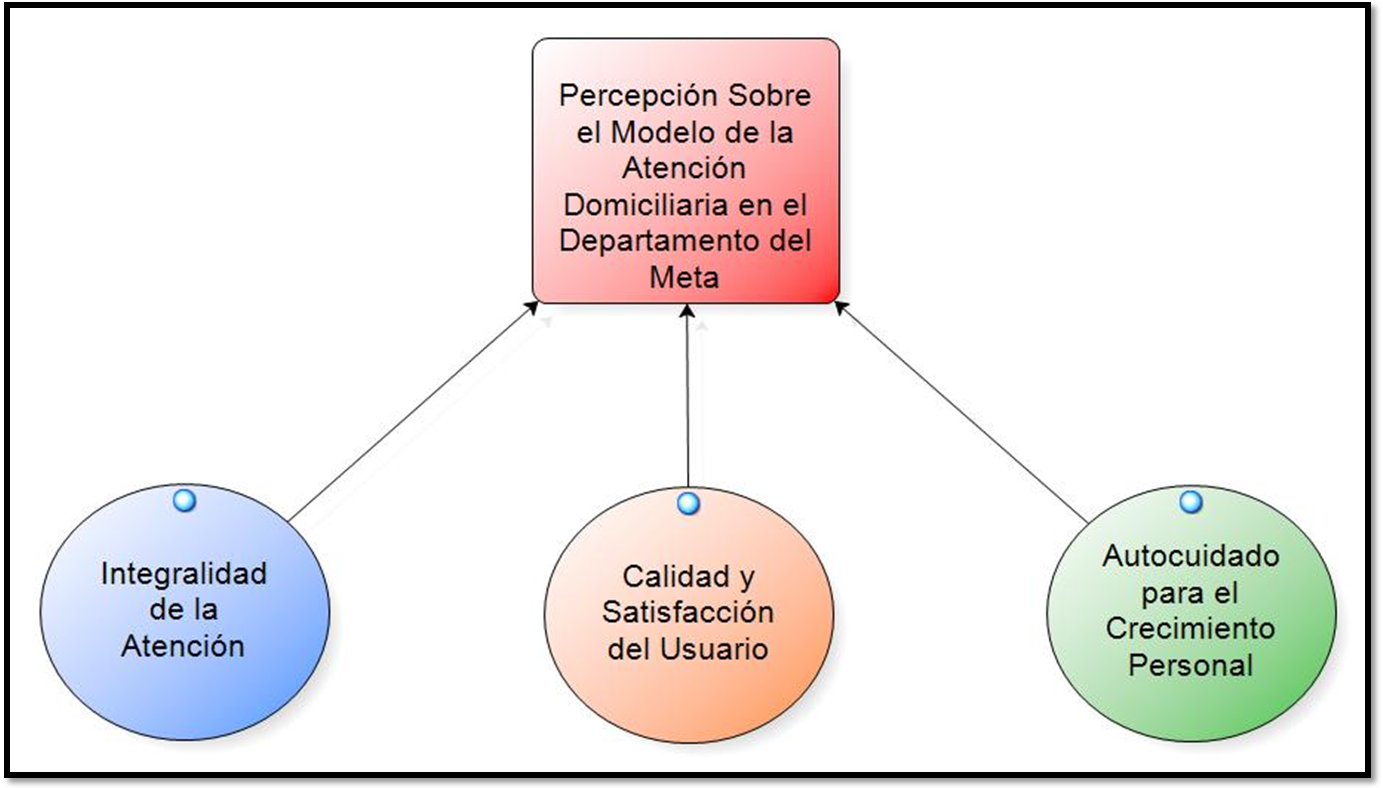 Percepción Sobre
el Modelo de la
Atención
Domiciliaria en el
Departamento del
Meta
Integralidad
de la
Atención
Calidad y
Satisfacción
del Usuario
Autocuidado
para el
Crecimiento
Personal